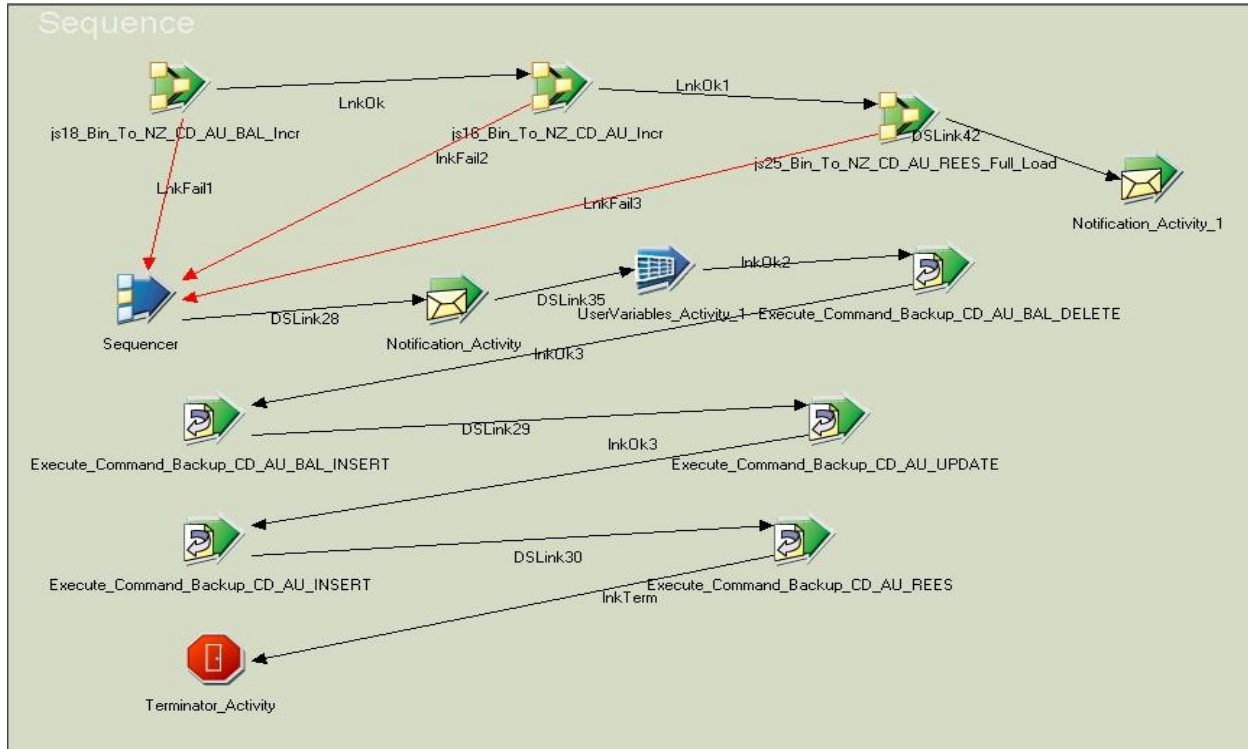 Sequence
LnkOk
LnkOk1
js18_Bin_To_NZ_CD_AU_BAL_Incr
js16_Bin_To_NZ_CD_AU_Incr
DSLink42
js25_Bin_To_NZ_CD_AU_REES_Full_Load
lnkFail2
LnkFail1
LnkFail3
Notification_Activity_1
lnkOk2
DSLink35
DSLink28
UserVariables_Activity_1
Execute_Command_Backup_CD_AU_BAL_DELETE
Sequencer
Notification_Activity
lnkOk3
DSLink29
lnkOk3
Execute_Command_Backup_CD_AU_BAL_INSERT
Execute_Command_Backup_CD_AU_UPDATE
DSLink30
Execute_Command_Backup_CD_AU_INSERT
Execute_Command_Backup_CD_AU_REES
lnkTerm
Terminator_Activity